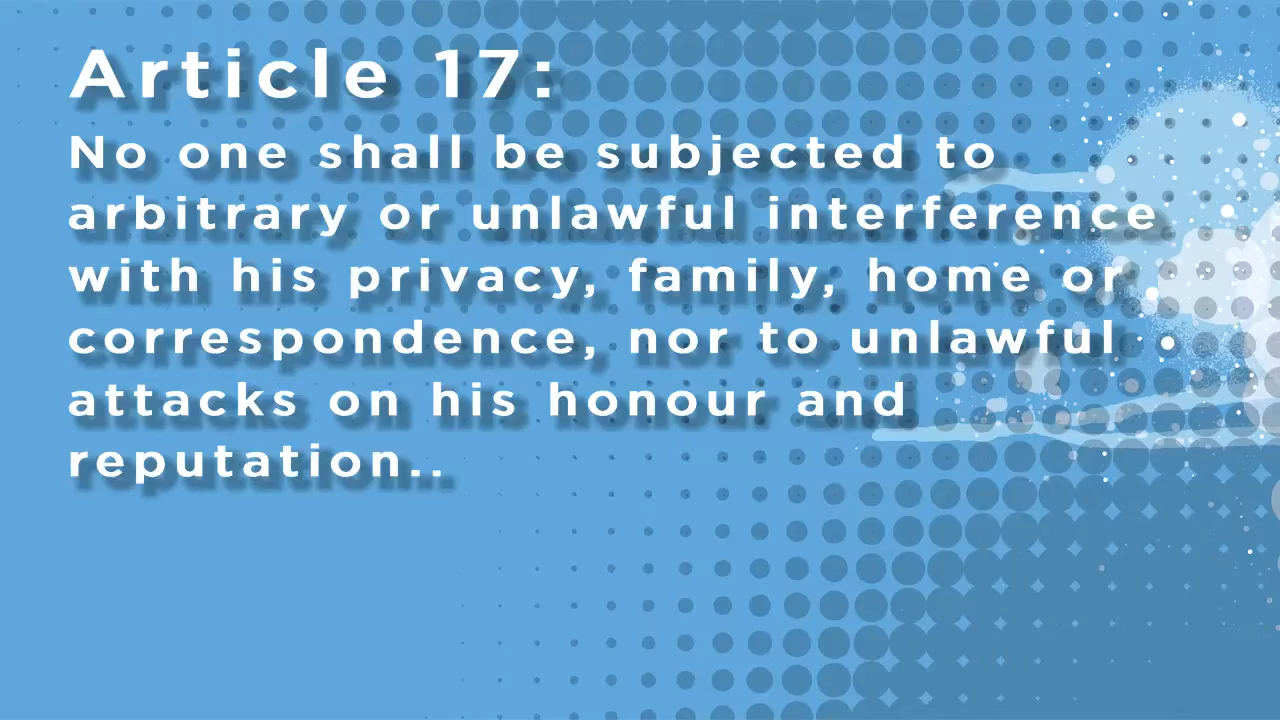 Article 17:
No one shall be subjected to
arbitrary or unlawful interference
with his privacy, family, home or
correspondence, nor to unlawful
attacks on his honour and
reputation..